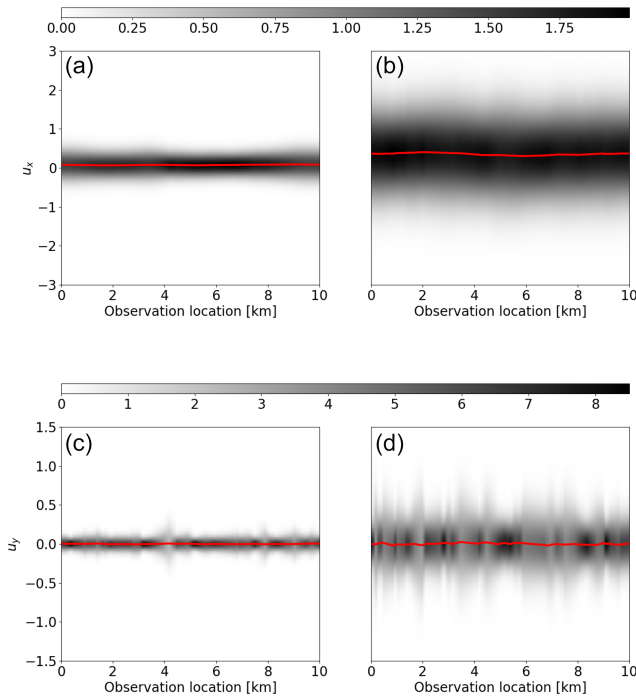 0.00 0.25 0.50 0.75 1.00 1.25 1.50 1.75
(a) (b)
3
2
1
0
−1
−2
−3
u_x
0 2 4 6 8 10 0 2 4 6 8 10
Observation location [km] Observation location [km]
0 1 2 3 4 5 6 7 8
(c) (d)
1.5
1.0
0.5
0.0
−0.5
−1.0
−1.5
u_y
0 2 4 6 8 10 0 2 4 6 8 10
Observation location [km] Observation location [km]